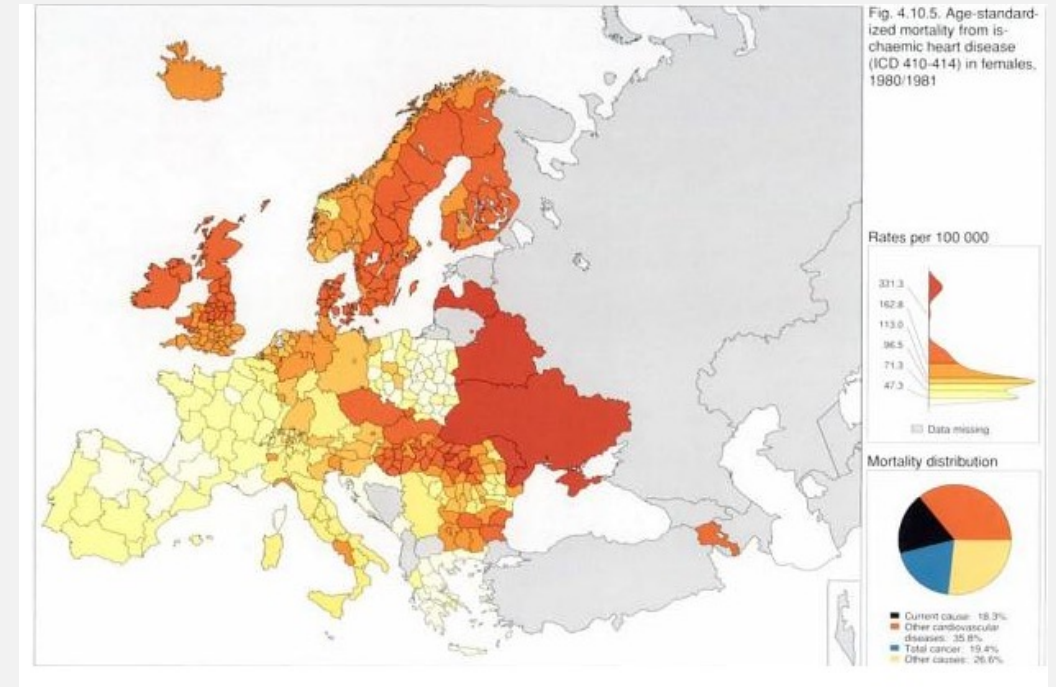 Fig. 4.10.5. Age-standard-
ized mortality from is-
chaemic heart disease
(ICD 410-414) in females,
1980/1981
Rates per 100 000
331.3
162.8
113.0
96.5
71.3
47.3
Data missing
Mortality distribution
Current cause: 18.3%
Other cardiovascular
diseases: 35.8%
Total cancer: 19.4%
Other causes: 26.6%